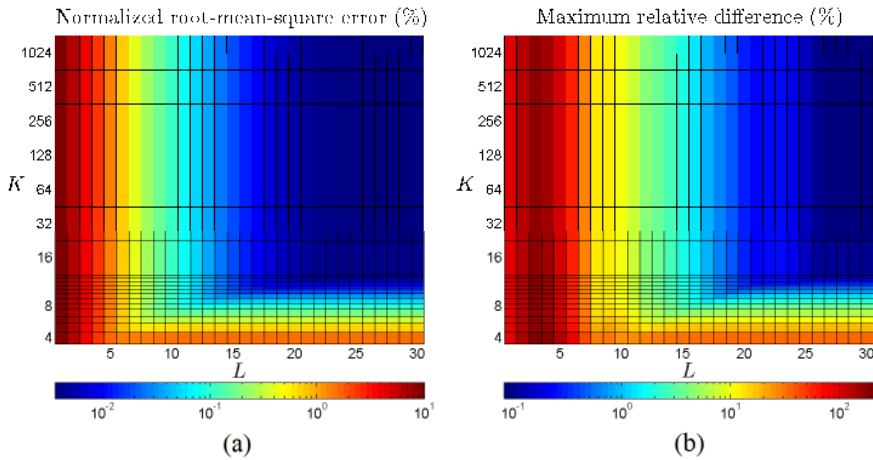 Normalized root-mean-square error (%)
K
1024
512
256
128
64
32
16
8
4
5 10 15 20 25 30
L
10^-2 10^-1 10^0 10^1
(a)
Maximum relative difference (%)
K
1024
512
256
128
64
32
16
8
4
5 10 15 20 25 30
L
10^-1 10^0 10^1 10^2
(b)